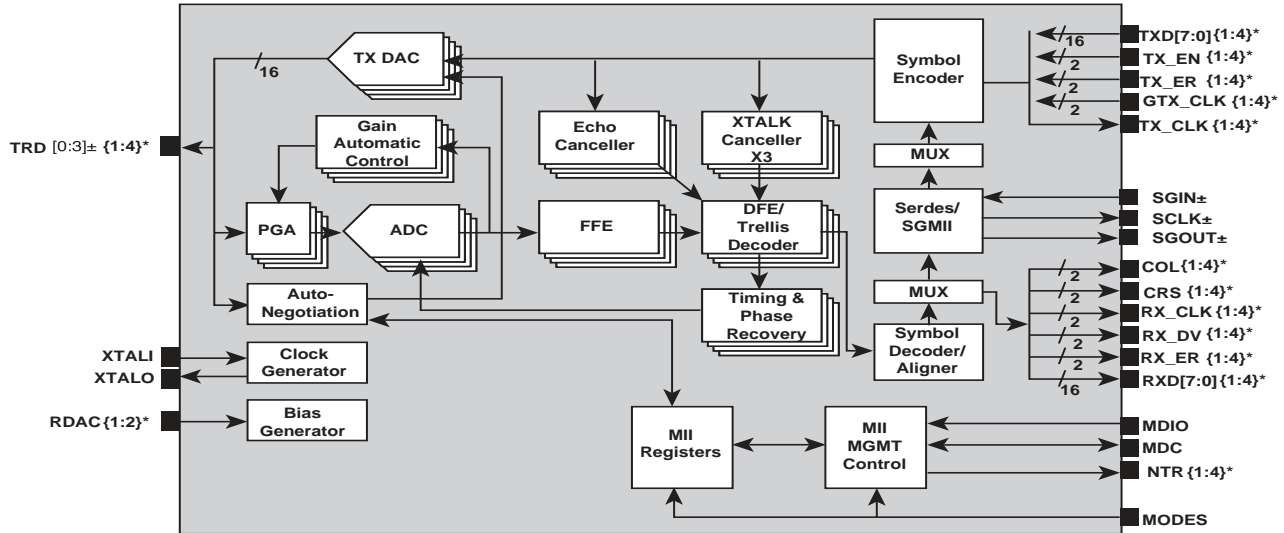 TXD[7:0]{1:4}*
16
TX_EN {1:4}*
2
TX_ER {1:4}*
2
GTX_CLK {1:4}*
2
TX_CLK{1:4}*
TX DAC
16
Symbol
Encoder
Gain
Automatic
Control
Echo
Canceller
XTALK
Canceller
X3
MUX
TRD [0:3]± {1:4}*
PGA
ADC
FFE
DFE/
Trellis
Decoder
Serdes/
SGMII
SGIN±
SCLK±
SGOUT±
Auto-
Negotiation
Timing &
Phase
Recovery
MUX
Symbol
Decoder/
Aligner
COL{1:4}*
2
CRS {1:4}*
2
RX_CLK{1:4}*
2
RX_DV {1:4}*
2
RX_ER {1:4}*
2
RXD[7:0]{1:4}*
16
XTALI
XTALO
Clock
Generator
RDAC{1:2}*
Bias
Generator
MII
Registers
MII
MGMT
Control
MDIO
MDC
NTR{1:4}*
MODES